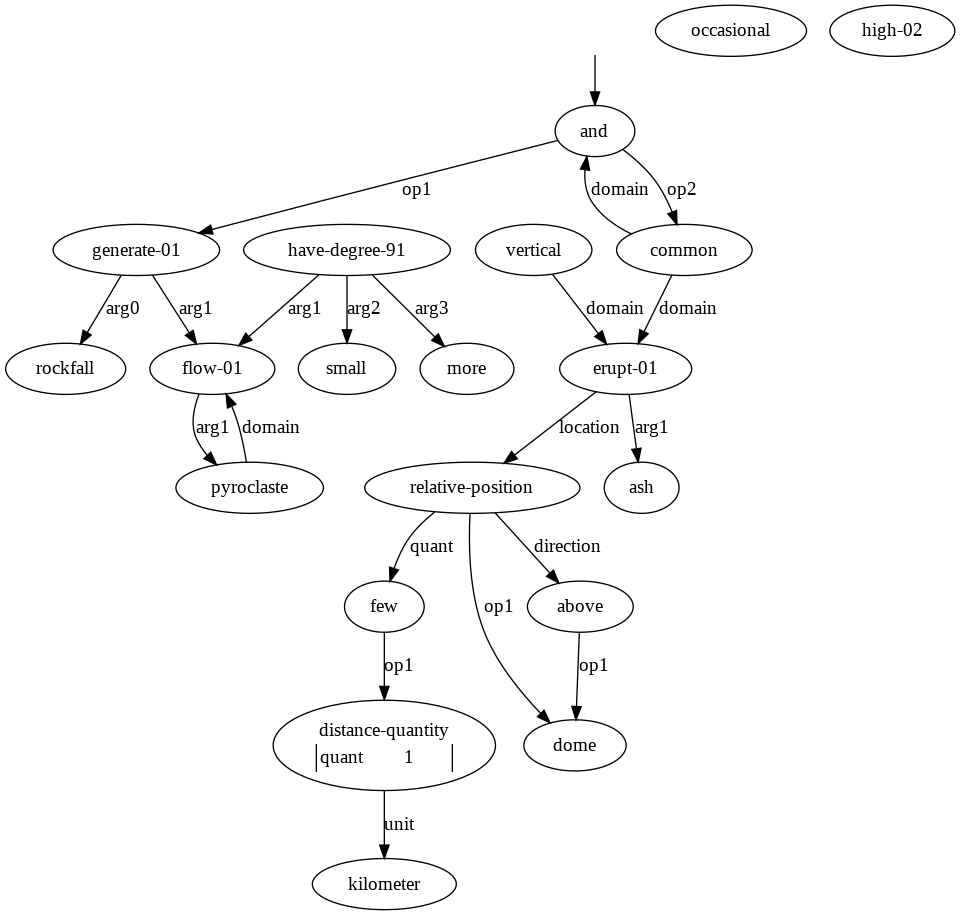 occasional high-02
and
op1 domain op2
generate-01 have-degree-91 vertical common
arg0 arg1 arg1 arg2 arg3 domain domain
rockfall flow-01 small more erupt-01
arg1 domain location arg1
pyroclaste relative-position ash
quant direction
few op1 above
op1 op1
distance-quantity
quant 1
dome
unit
kilometer